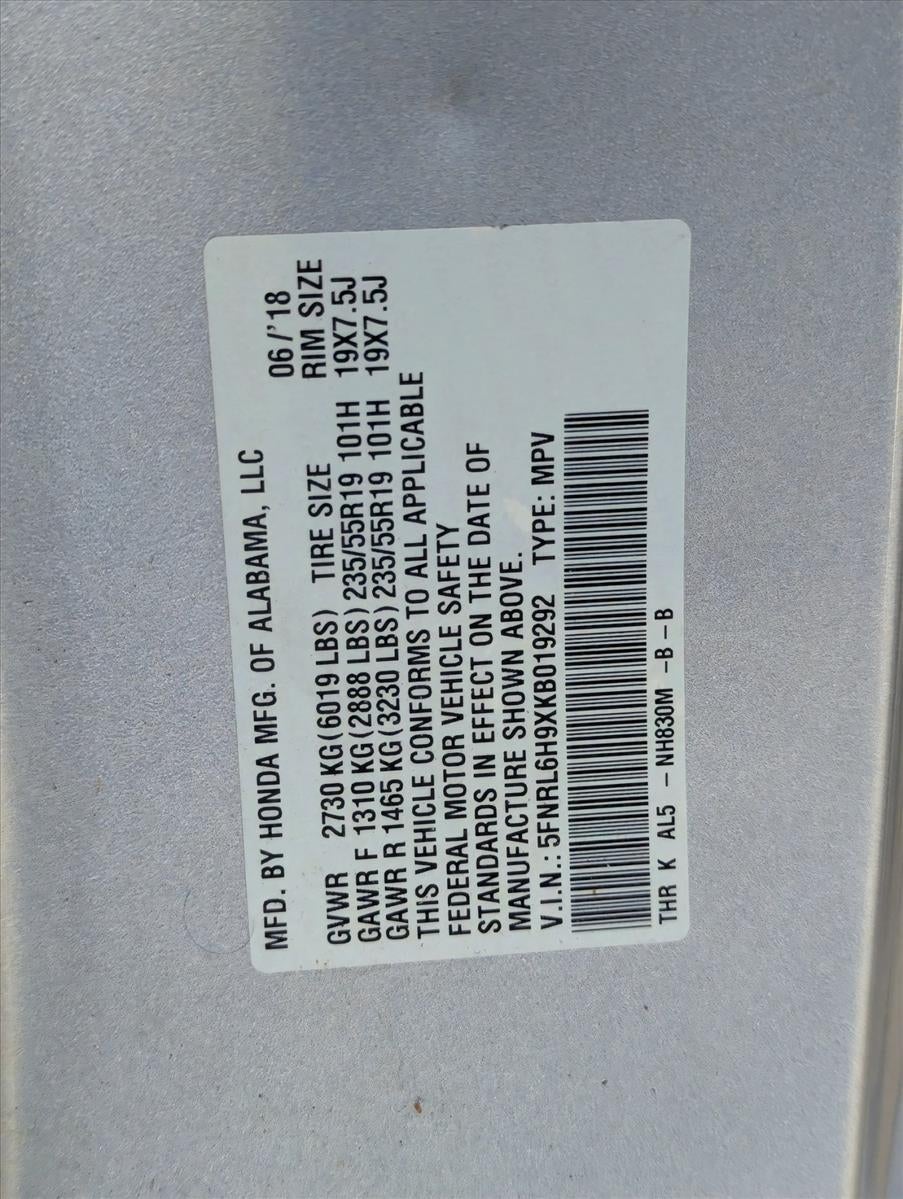 MFD. BY HONDA MFG. OF ALABAMA, LLC 06/'18
GVWR 2730 KG(6019 LBS) TIRE SIZE RIM SIZE
GAWR F 1310 KG(2888 LBS)235/55R19 101H 19X7.5J
GAWR R 1465 KG(3230 LBS)235/55R19 101H 19X7.5J
THIS VEHICLE CONFORMS TO ALL APPLICABLE
FEDERAL MOTOR VEHICLE SAFETY
STANDARDS IN EFFECT ON THE DATE OF
MANUFACTURE SHOWN ABOVE.
V.I.N.: 5FNRL6H9XKB019292 TYPE: MPV
THR K AL5 - NH830M -B-B